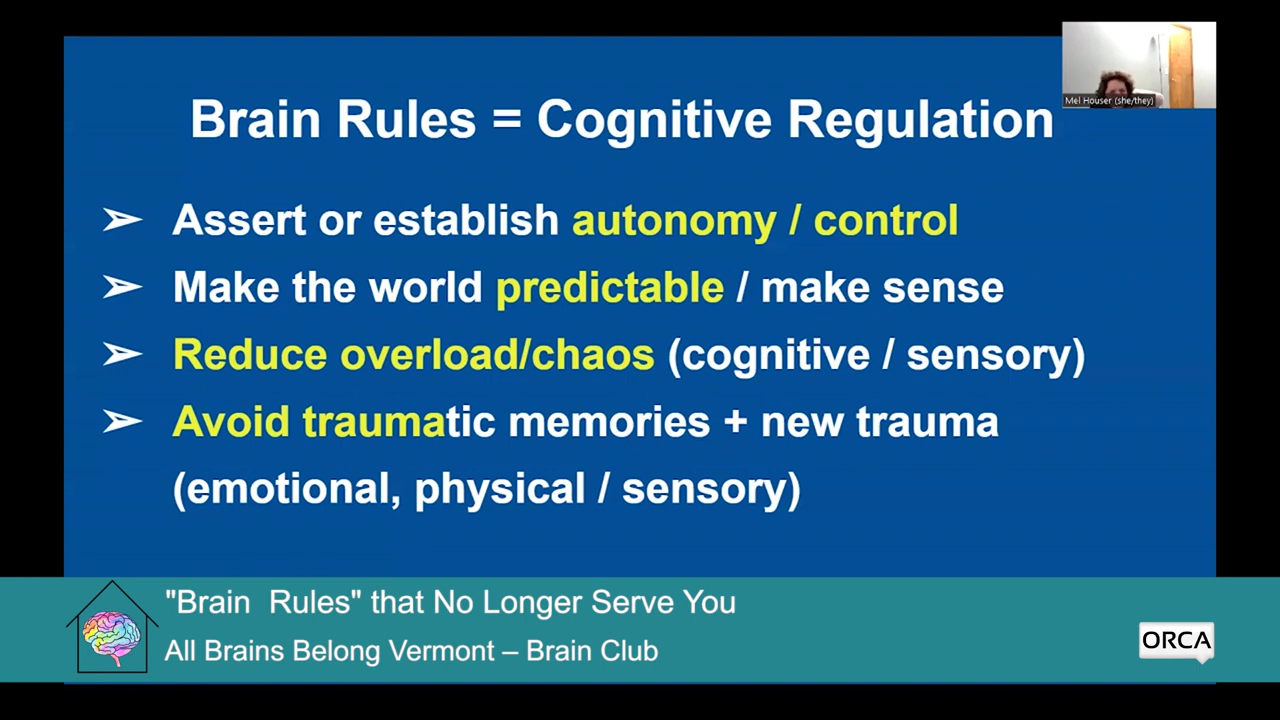 Mel Houser (she/they)
Brain Rules = Cognitive Regulation
➢ Assert or establish autonomy / control
➢ Make the world predictable / make sense
➢ Reduce overload/chaos (cognitive / sensory)
➢ Avoid traumatic memories + new trauma
(emotional, physical / sensory)
"Brain  Rules" that No Longer Serve You
All Brains Belong Vermont – Brain Club
ORCA